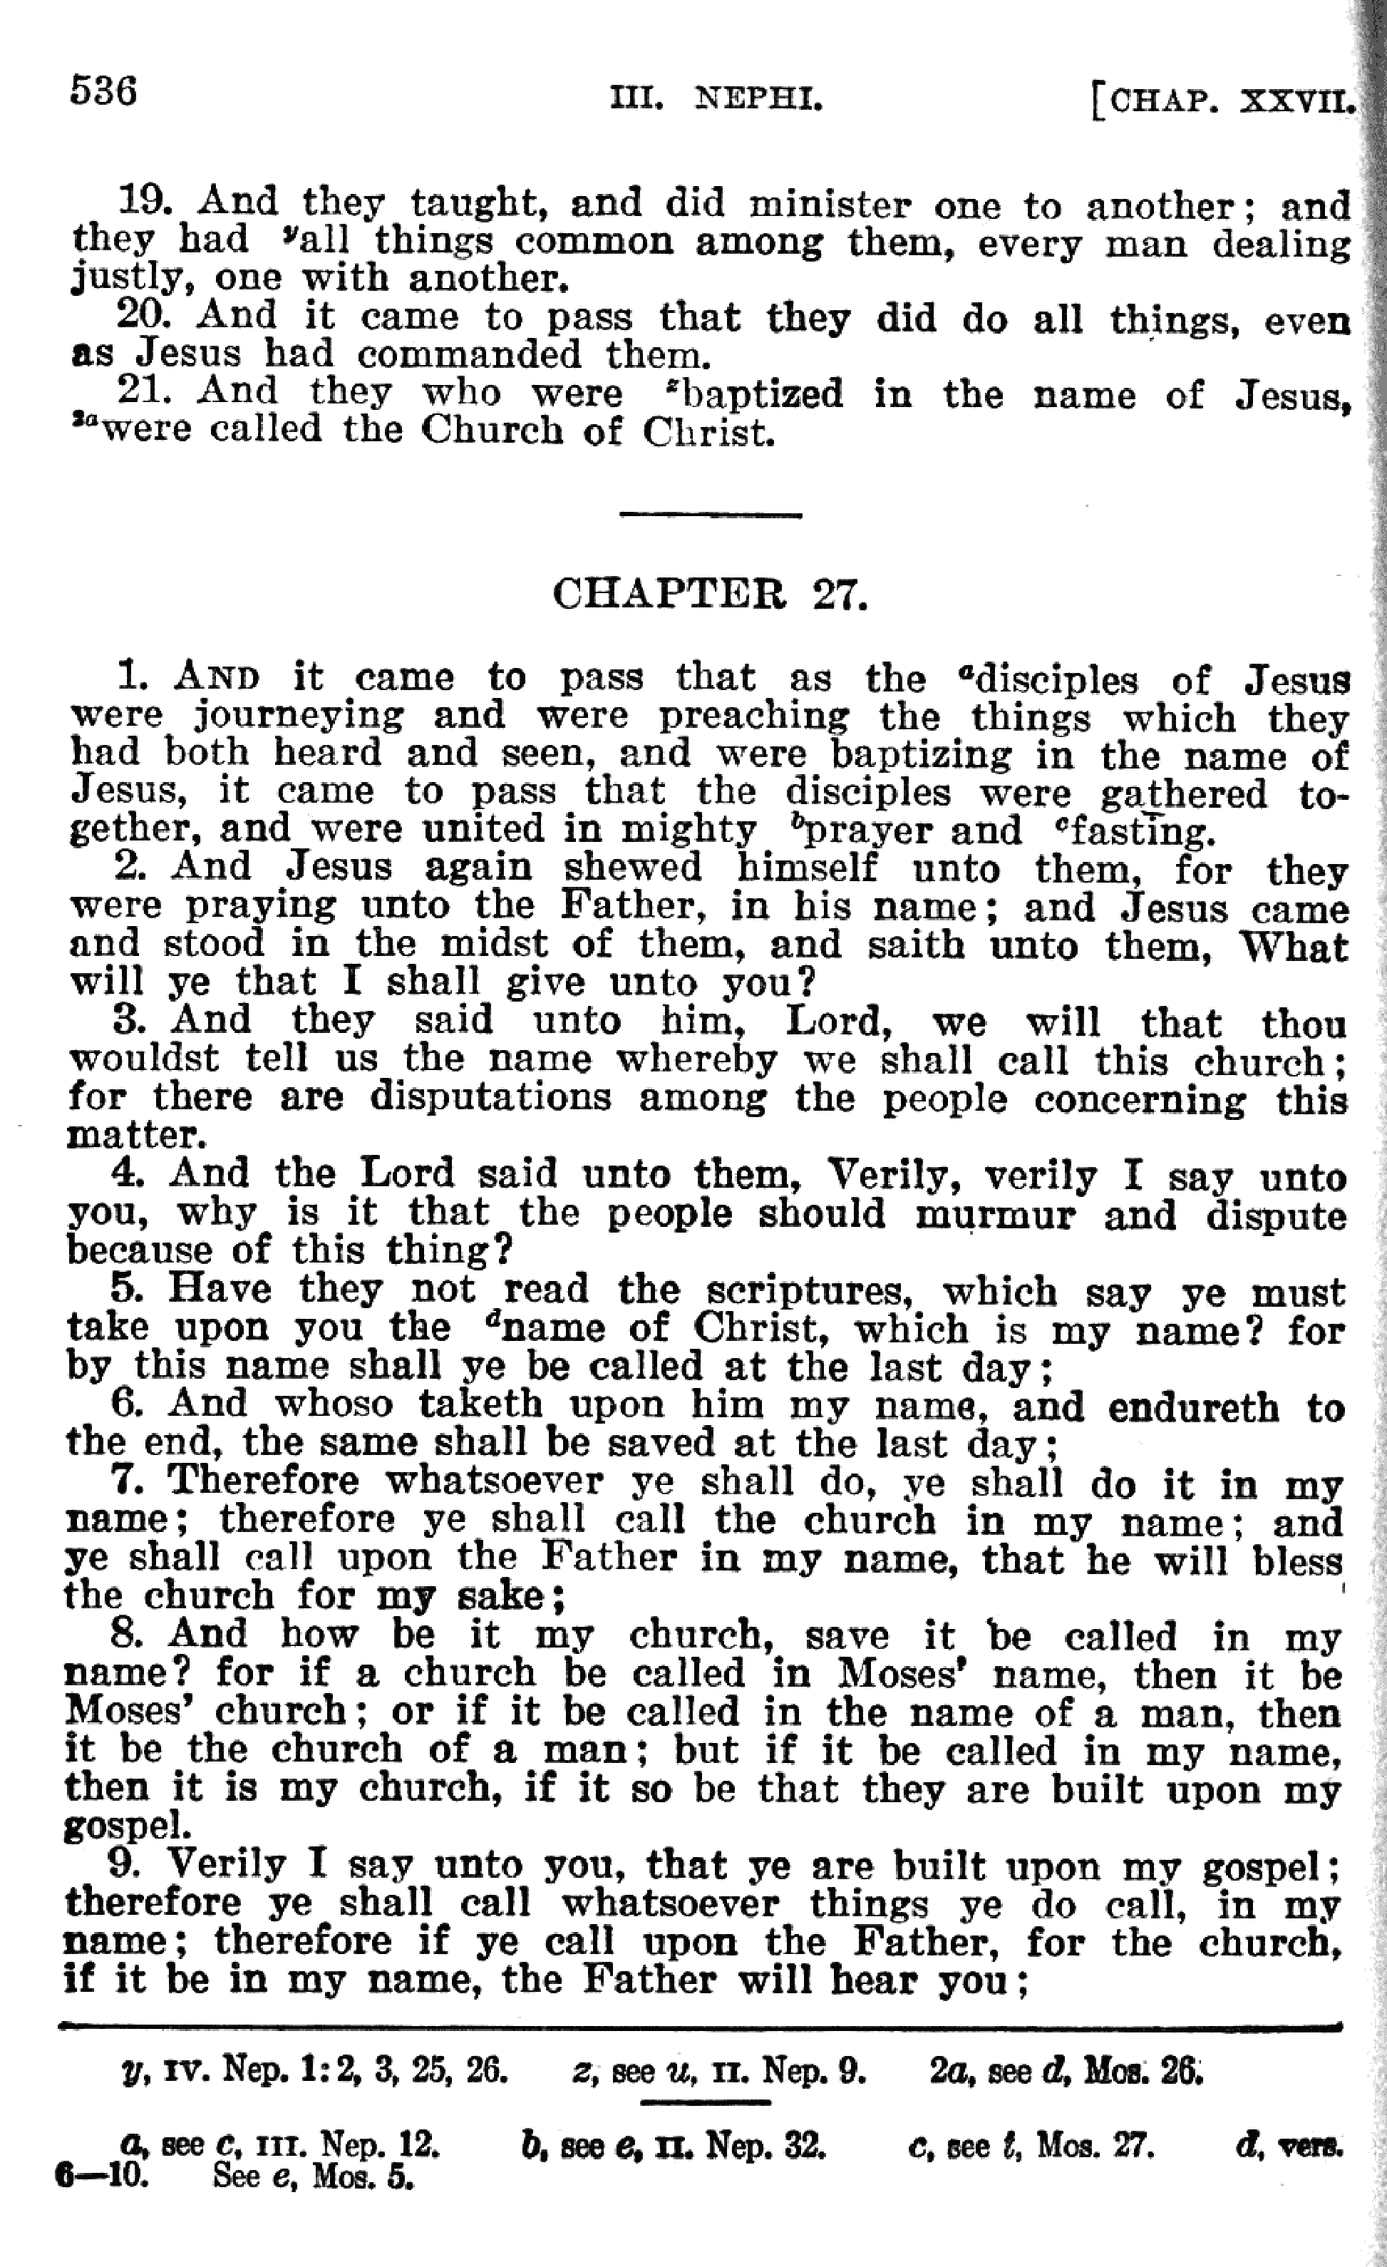 536 III. NEPHI. [CHAP. XXVII.
19. And they taught, and did minister one to another; and
they had yall things common among them, every man dealing
justly, one with another.
20. And it came to pass that they did do all things, even
as Jesus had commanded them.
21. And they who were zbaptized in the name of Jesus,
2awere called the Church of Christ.
CHAPTER 27.
1. AND it came to pass that as the adisciples of Jesus
were journeying and were preaching the things which they
had both heard and seen, and were baptizing in the name of
Jesus, it came to pass that the disciples were gathered to-
gether, and were united in mighty bprayer and cfasting.
2. And Jesus again shewed himself unto them, for they
were praying unto the Father, in his name; and Jesus came
and stood in the midst of them, and saith unto them, What
will ye that I shall give unto you?
3. And they said unto him, Lord, we will that thou
wouldst tell us the name whereby we shall call this church;
for there are disputations among the people concerning this
matter.
4. And the Lord said unto them, Verily, verily I say unto
you, why is it that the people should murmur and dispute
because of this thing?
5. Have they not read the scriptures, which say ye must
take upon you the dname of Christ, which is my name? for
by this name shall ye be called at the last day;
6. And whoso taketh upon him my name, and endureth to
the end, the same shall be saved at the last day;
7. Therefore whatsoever ye shall do, ye shall do it in my
name; therefore ye shall call the church in my name; and
ye shall call upon the Father in my name, that he will bless
the church for my sake;
8. And how be it my church, save it be called in my
name? for if a church be called in Moses' name, then it be
Moses' church; or if it be called in the name of a man, then
it be the church of a man; but if it be called in my name,
then it is my church, if it so be that they are built upon my
gospel.
9. Verily I say unto you, that ye are built upon my gospel;
therefore ye shall call whatsoever things ye do call, in my
name; therefore if ye call upon the Father, for the church,
if it be in my name, the Father will hear you;
y, IV. Nep. 1:2, 3, 25, 26. z, see u, II. Nep. 9. 2a, see d, Mos. 26.
a, see c, III. Nep. 12. b, see e, II. Nep. 32. c, see t, Mos. 27. d, vers.
6—10. See e, Mos. 5.